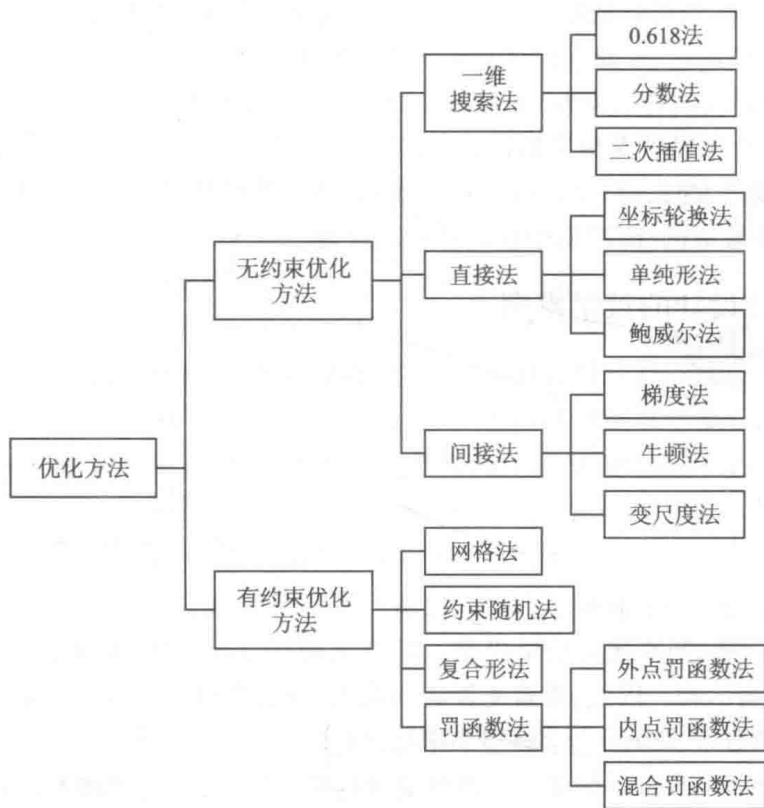 优化方法
无约束优化
方法
一维
搜索法
0.618法
分数法
二次插值法
直接法
坐标轮换法
单纯形法
鲍威尔法
间接法
梯度法
牛顿法
变尺度法
有约束优化
方法
网格法
约束随机法
复合形法
罚函数法
外点罚函数法
内点罚函数法
混合罚函数法